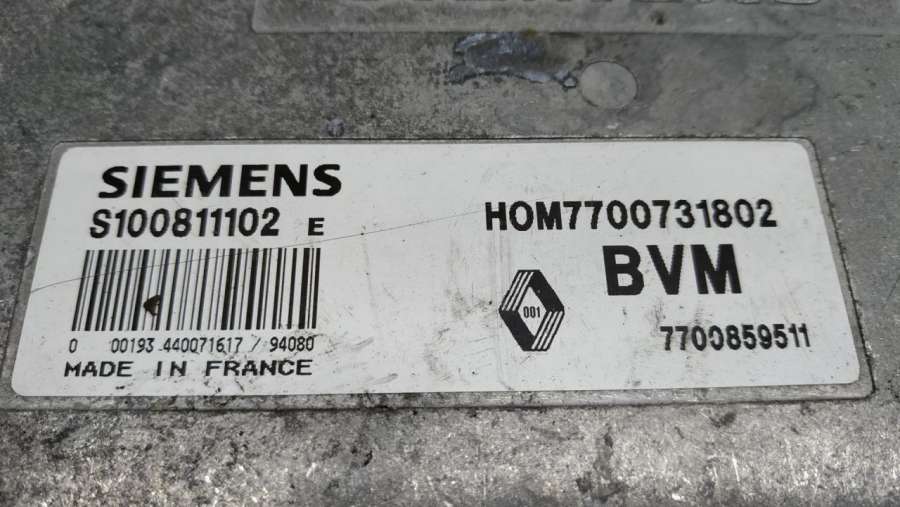 SIEMENS
S100811102 E
0 00193 440071617 / 94080
MADE IN FRANCE
HOM7700731802
BVM
001
7700859511